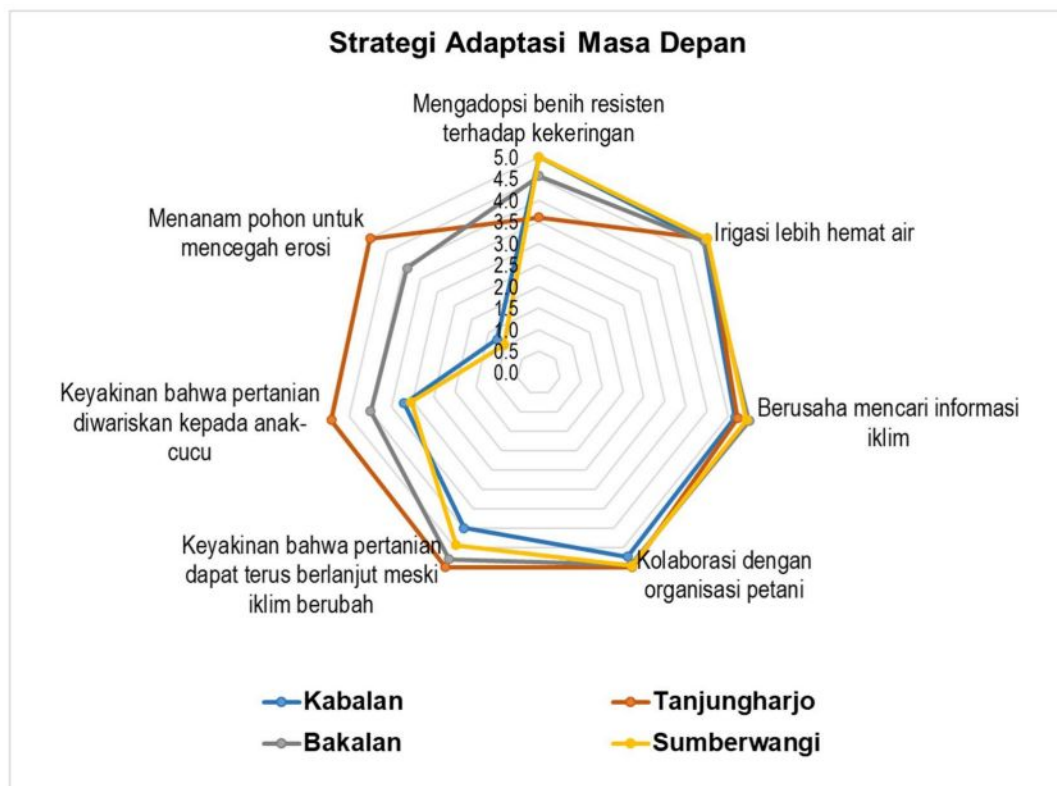 Strategi Adaptasi Masa Depan
Mengadopsi benih resisten
terhadap kekeringan
5.0
4.5
4.0
3.5
3.0
2.5
2.0
1.5
1.0
0.5
0.0
Irigasi lebih hemat air
Berusaha mencari informasi
iklim
Kolaborasi dengan
organisasi petani
Keyakinan bahwa pertanian
dapat terus berlanjut meski
iklim berubah
Keyakinan bahwa pertanian
diwariskan kepada anak-
cucu
Menanam pohon untuk
mencegah erosi
Kabalan
Tanjungharjo
Bakalan
Sumberwangi